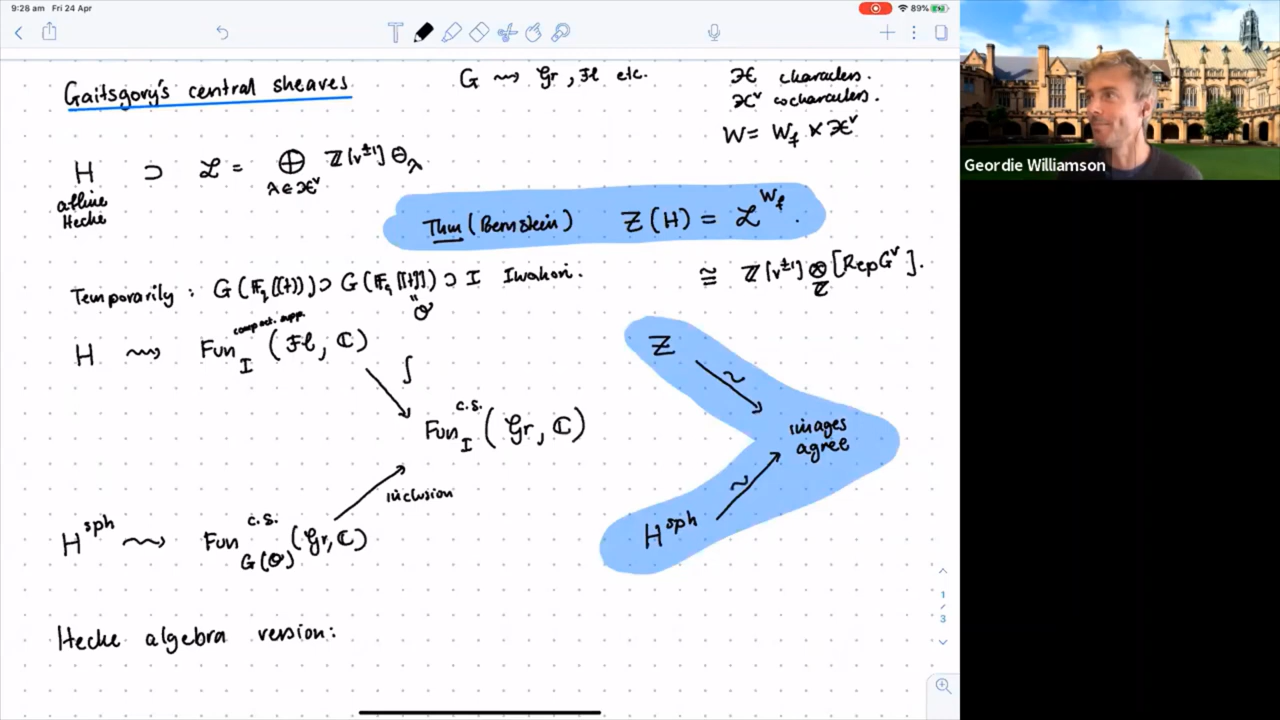 9:28 am Fri 24 Apr
89%
Gaitsgory's central sheaves
G ⇝ Gr, Fl etc.
𝒳 characters.
𝒳^∨ cocharacters.
W = W_f ⋉ 𝒳^∨
H ⊃ ℒ = ⊕_{λ∈𝒳^∨} ℤ[v^{±1}] Θ_λ
affine
Hecke
Thm (Bernstein) Z(H) = ℒ^{W_f}.
≅ ℤ[v^{±1}] ⊗_ℤ [Rep G^∨].
Temporarily: G(𝔽_q((t))) ⊃ G(𝔽_q[[t]]) ⊃ I Iwahori.
"
𝒪
compact. supp.
H ⇝ Fun_I (Fl, ℂ)
∫
Z
~
c.s.
Fun_I (Gr, ℂ)
images
agree
inclusion
~
c.s.
H^{sph} ⇝ Fun_{G(𝒪)} (Gr, ℂ)
H^{sph}
Hecke algebra version:
1
/
3
Geordie Williamson